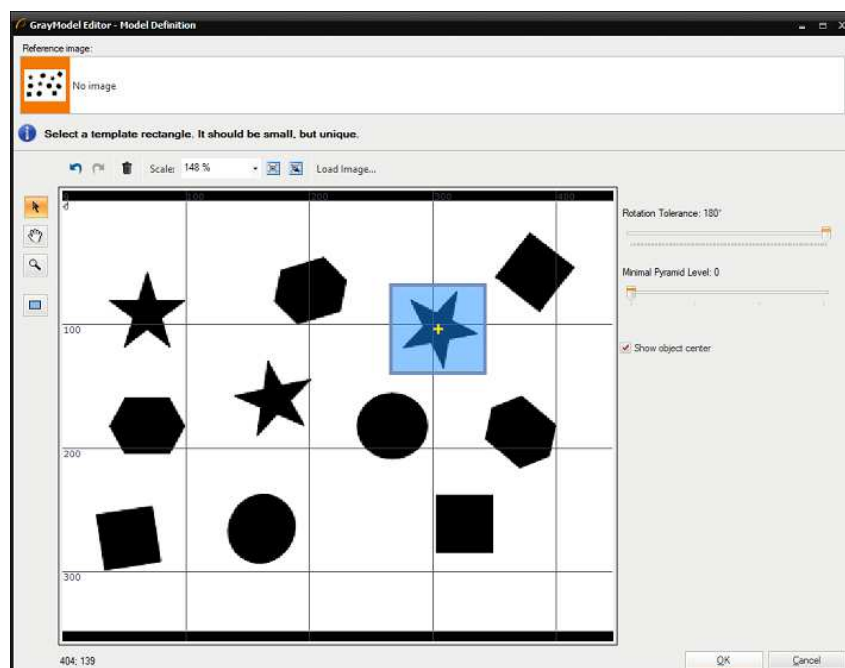 GrayModel Editor - Model Definition
Reference image:
No image
Select a template rectangle. It should be small, but unique.
Scale: 148 % Load Image...
0 100 200 300 400
Rotation Tolerance: 180°
Minimal Pyramid Level: 0
100
Show object center
200
300
404: 139
OK Cancel